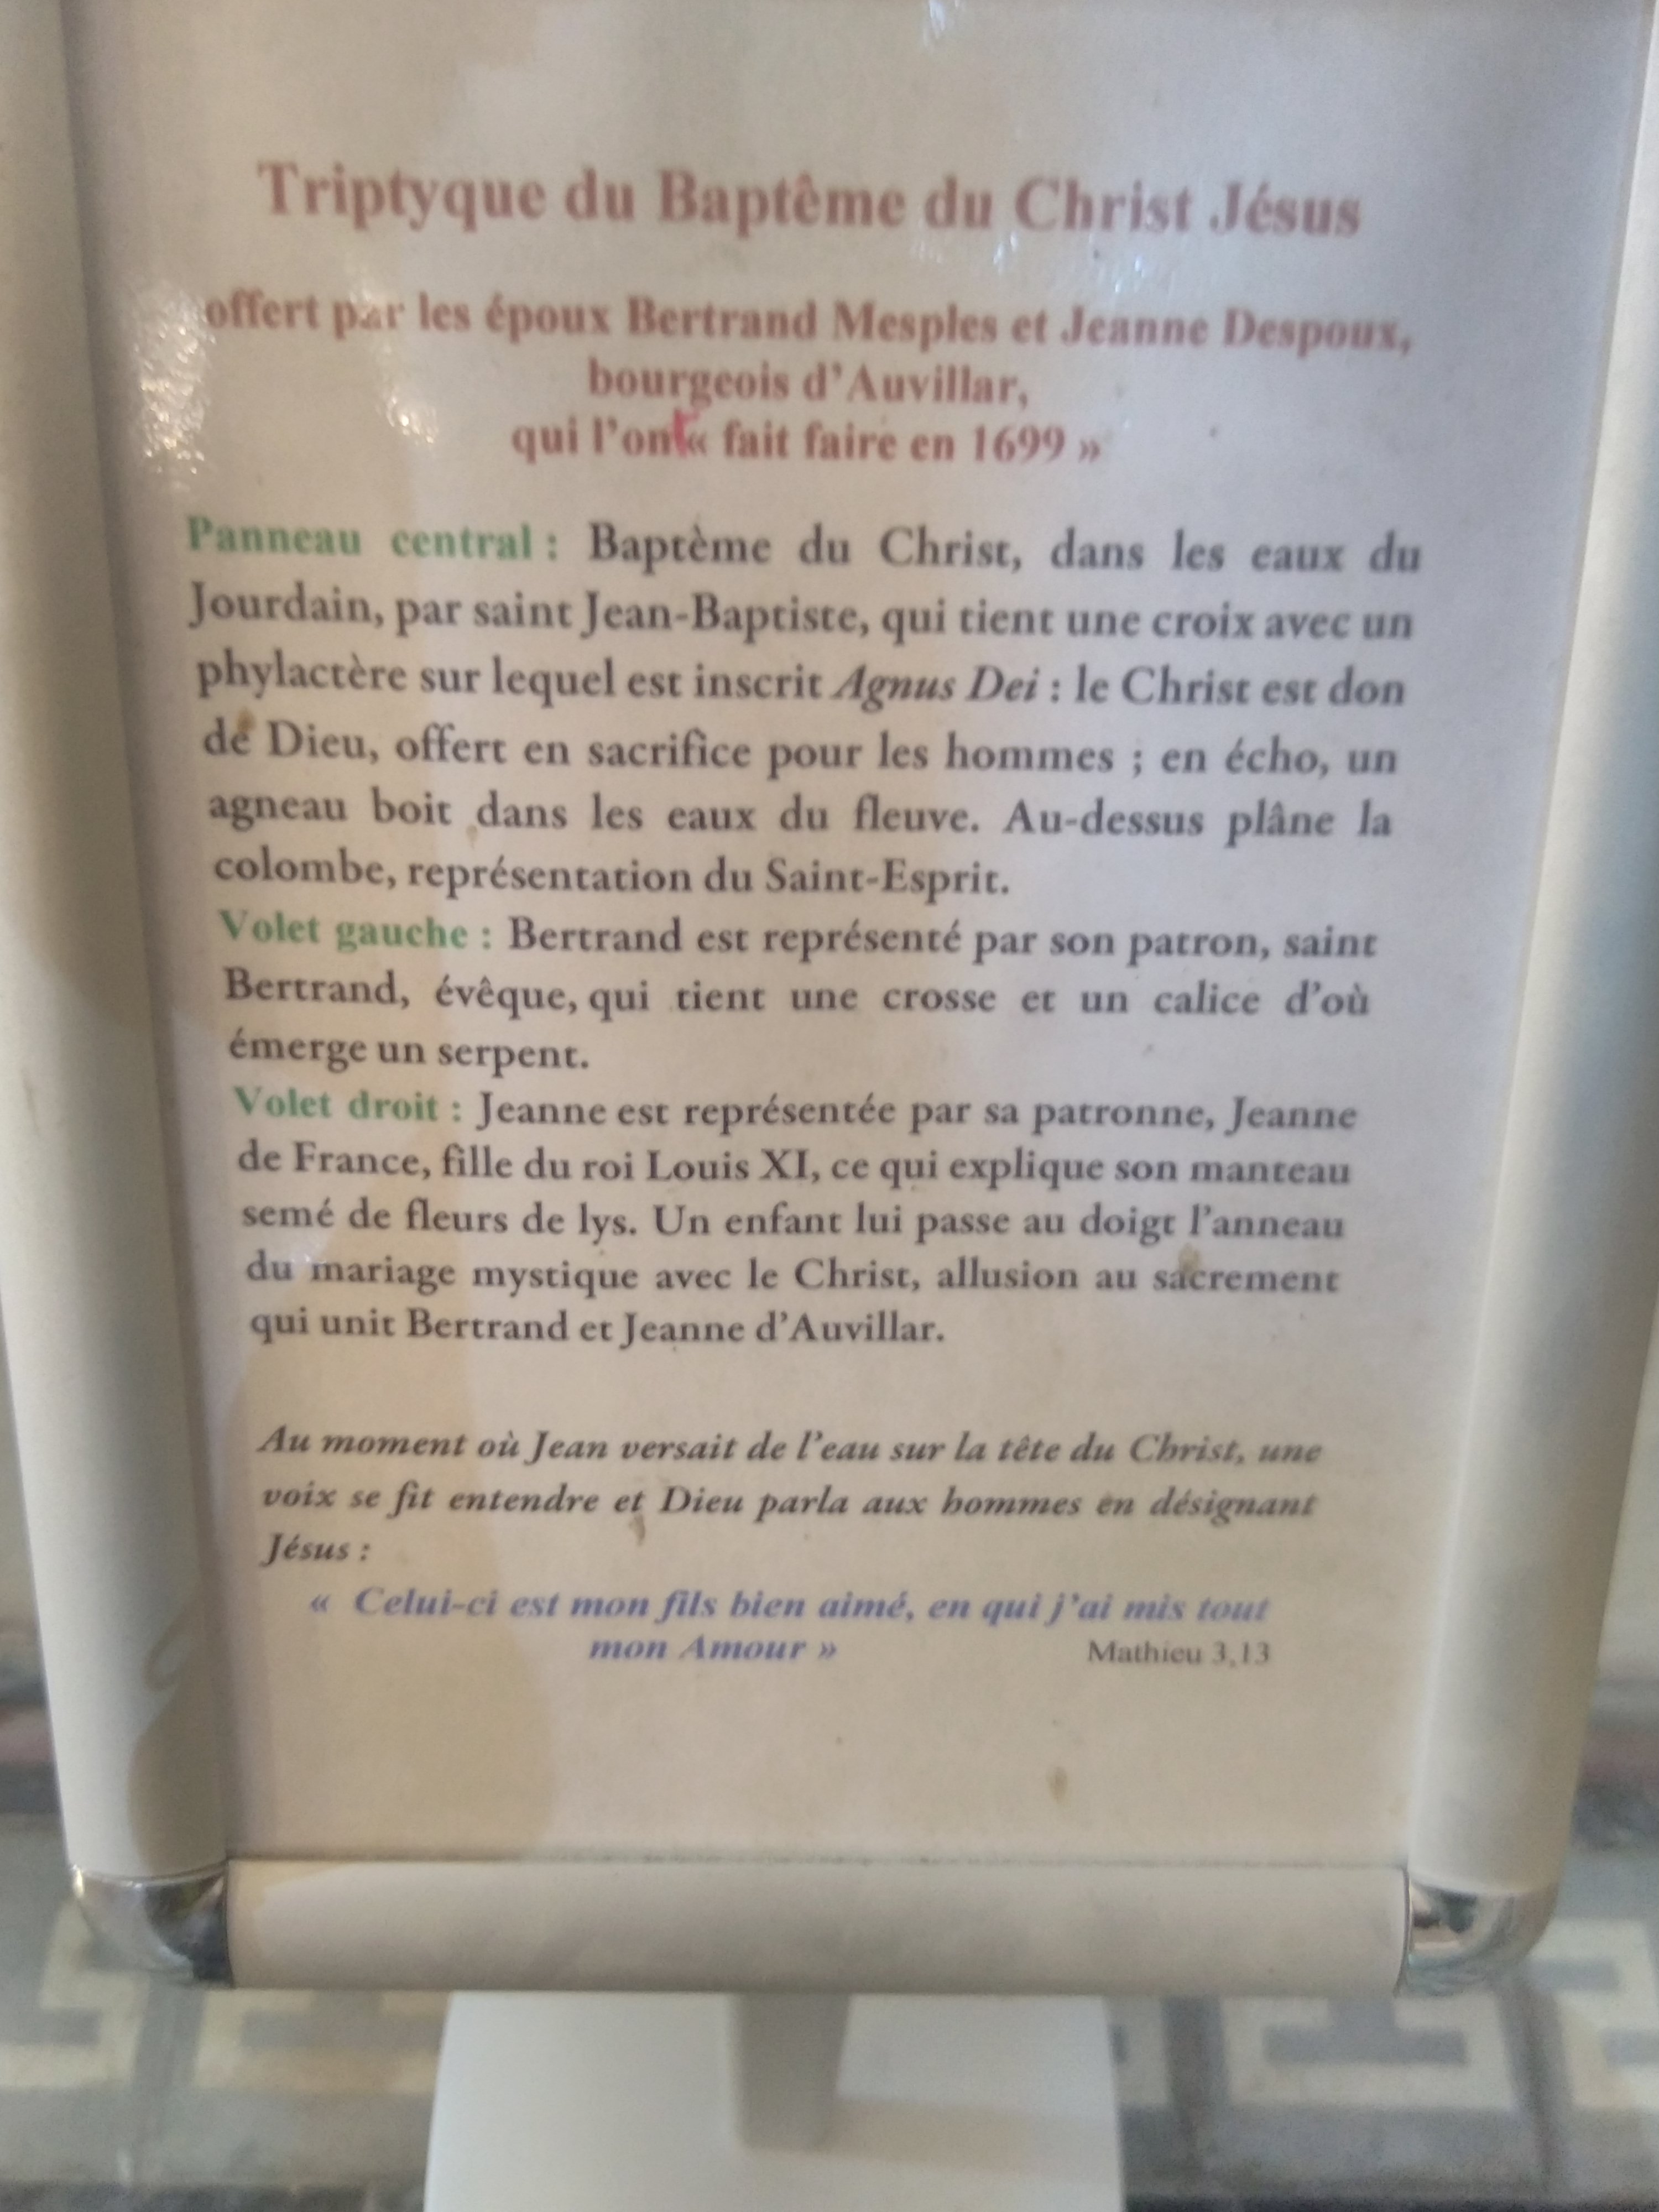 Triptyque du Baptême du Christ Jésus
offert par les époux Bertrand Mesples et Jeanne Despoux,
bourgeois d'Auvillar,
qui l'ont « fait faire en 1699 »
Panneau central : Baptème du Christ, dans les eaux du
Jourdain, par saint Jean-Baptiste, qui tient une croix avec un
phylactère sur lequel est inscrit Agnus Dei : le Christ est don
de Dieu, offert en sacrifice pour les hommes ; en écho, un
agneau boit dans les eaux du fleuve. Au-dessus plâne la
colombe, représentation du Saint-Esprit.
Volet gauche : Bertrand est représenté par son patron, saint
Bertrand, évêque, qui tient une crosse et un calice d'où
émerge un serpent.
Volet droit : Jeanne est représentée par sa patronne, Jeanne
de France, fille du roi Louis XI, ce qui explique son manteau
semé de fleurs de lys. Un enfant lui passe au doigt l'anneau
du mariage mystique avec le Christ, allusion au sacrement
qui unit Bertrand et Jeanne d'Auvillar.
Au moment où Jean versait de l'eau sur la tête du Christ, une
voix se fit entendre et Dieu parla aux hommes en désignant
Jésus :
« Celui-ci est mon fils bien aimé, en qui j'ai mis tout
mon Amour » Mathieu 3,13